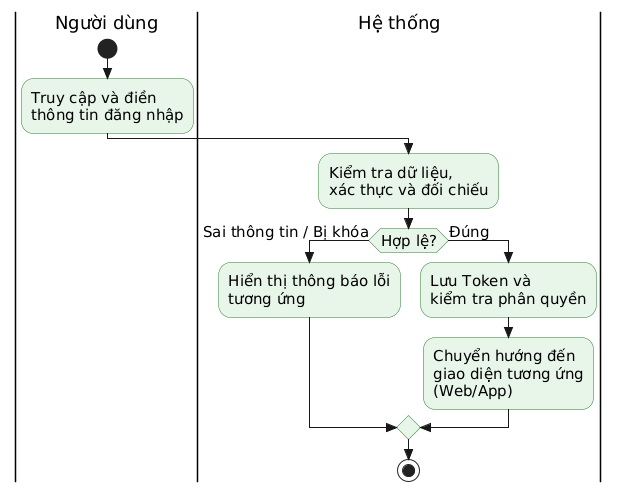 Người dùng
Hệ thống
Truy cập và điền
thông tin đăng nhập
Kiểm tra dữ liệu,
xác thực và đối chiếu
Sai thông tin / Bị khóa
Hợp lệ?
Đúng
Hiển thị thông báo lỗi
tương ứng
Lưu Token và
kiểm tra phân quyền
Chuyển hướng đến
giao diện tương ứng
(Web/App)